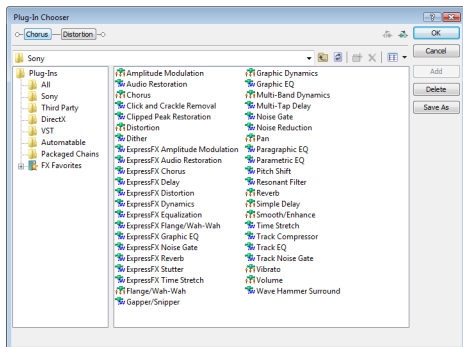 Plug-In Chooser
Chorus Distortion
OK
Sony
Cancel
Add
Delete
Save As
Plug-Ins
All
Sony
Third Party
DirectX
VST
Automatable
Packaged Chains
FX Favorites
Amplitude Modulation
Audio Restoration
Chorus
Click and Crackle Removal
Clipped Peak Restoration
Distortion
Dither
ExpressFX Amplitude Modulation
ExpressFX Audio Restoration
ExpressFX Chorus
ExpressFX Delay
ExpressFX Distortion
ExpressFX Dynamics
ExpressFX Equalization
ExpressFX Flange/Wah-Wah
ExpressFX Graphic EQ
ExpressFX Noise Gate
ExpressFX Reverb
ExpressFX Stutter
ExpressFX Time Stretch
Flange/Wah-Wah
Gapper/Snipper
Graphic Dynamics
Graphic EQ
Multi-Band Dynamics
Multi-Tap Delay
Noise Gate
Noise Reduction
Pan
Paragraphic EQ
Parametric EQ
Pitch Shift
Resonant Filter
Reverb
Simple Delay
Smooth/Enhance
Time Stretch
Track Compressor
Track EQ
Track Noise Gate
Vibrato
Volume
Wave Hammer Surround